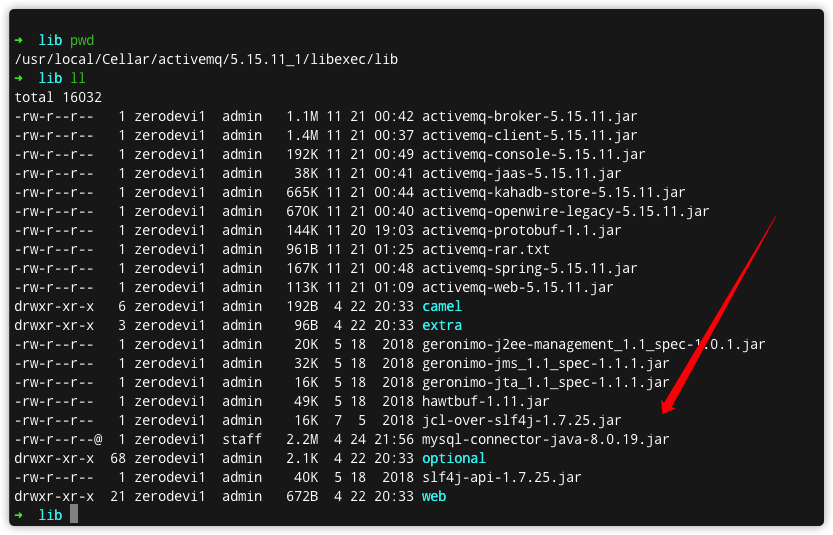 ➜ lib pwd
/usr/local/Cellar/activemq/5.15.11_1/libexec/lib
➜ lib ll
total 16032
-rw-r--r-- 1 zerodevi1 admin 1.1M 11 21 00:42 activemq-broker-5.15.11.jar
-rw-r--r-- 1 zerodevi1 admin 1.4M 11 21 00:37 activemq-client-5.15.11.jar
-rw-r--r-- 1 zerodevi1 admin 192K 11 21 00:49 activemq-console-5.15.11.jar
-rw-r--r-- 1 zerodevi1 admin 38K 11 21 00:41 activemq-jaas-5.15.11.jar
-rw-r--r-- 1 zerodevi1 admin 665K 11 21 00:44 activemq-kahadb-store-5.15.11.jar
-rw-r--r-- 1 zerodevi1 admin 670K 11 21 00:40 activemq-openwire-legacy-5.15.11.jar
-rw-r--r-- 1 zerodevi1 admin 144K 11 20 19:03 activemq-protobuf-1.1.jar
-rw-r--r-- 1 zerodevi1 admin 961B 11 21 01:25 activemq-rar.txt
-rw-r--r-- 1 zerodevi1 admin 167K 11 21 00:48 activemq-spring-5.15.11.jar
-rw-r--r-- 1 zerodevi1 admin 113K 11 21 01:09 activemq-web-5.15.11.jar
drwxr-xr-x 6 zerodevi1 admin 192B 4 22 20:33 camel
drwxr-xr-x 3 zerodevi1 admin 96B 4 22 20:33 extra
-rw-r--r-- 1 zerodevi1 admin 20K 5 18 2018 geronimo-j2ee-management_1.1_spec-1.0.1.jar
-rw-r--r-- 1 zerodevi1 admin 32K 5 18 2018 geronimo-jms_1.1_spec-1.1.1.jar
-rw-r--r-- 1 zerodevi1 admin 16K 5 18 2018 geronimo-jta_1.1_spec-1.1.1.jar
-rw-r--r-- 1 zerodevi1 admin 49K 5 18 2018 hawtbuf-1.11.jar
-rw-r--r-- 1 zerodevi1 admin 16K 7 5 2018 jcl-over-slf4j-1.7.25.jar
-rw-r--r--@ 1 zerodevi1 staff 2.2M 4 24 21:56 mysql-connector-java-8.0.19.jar
drwxr-xr-x 68 zerodevi1 admin 2.1K 4 22 20:33 optional
-rw-r--r-- 1 zerodevi1 admin 40K 5 18 2018 slf4j-api-1.7.25.jar
drwxr-xr-x 21 zerodevi1 admin 672B 4 22 20:33 web
➜ lib